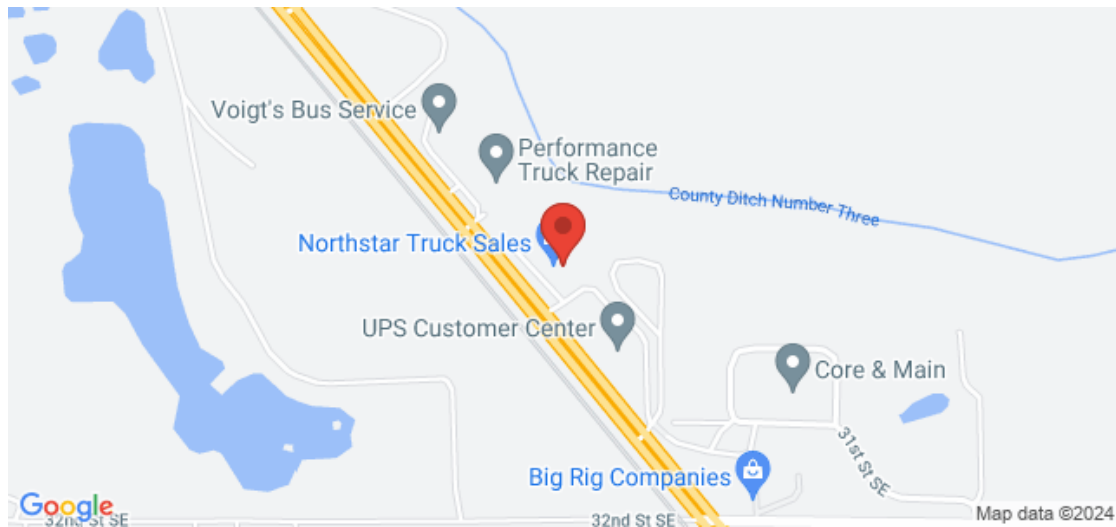 Voigt's Bus Service
Performance
Truck Repair
County Ditch Number Three
Northstar Truck Sales
UPS Customer Center
Core & Main
31st St SE
Big Rig Companies
Google
32nd St SE
32nd St SE
Map data ©2024